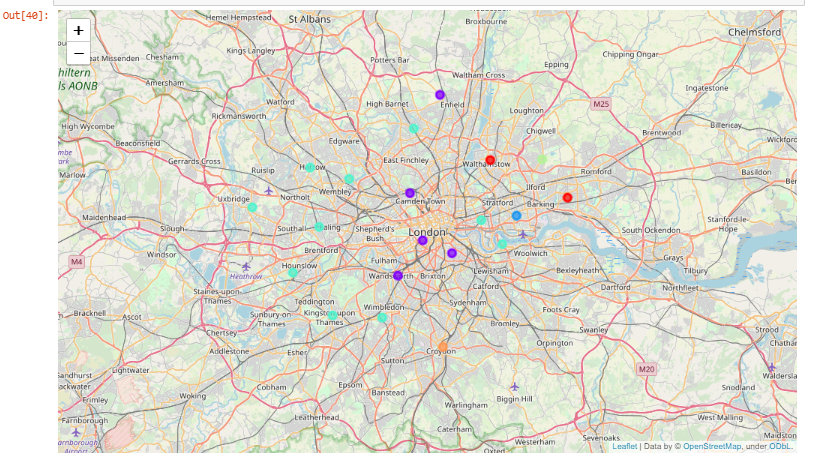 Out[40]:
+
−
Hemel Hempstead
St Albans
Broxbourne
Chelmsford
Chesham
Kings Langley
Potters Bar
Epping
Chipping Ongar
hiltern
ls AONB
Amersham
Waltham Cross
Watford
High Barnet
Enfield
Loughton
M25
Ingatestone
High Wycombe
Rickmansworth
Chigwell
Billericay
Beaconsfield
Edgware
Brentwood
Wickford
Gerrards Cross
Ruislip
East Finchley
Walthamstow
Marlow
Wembley
Ilford
Romford
Basildon
Uxbridge
Northolt
Camden Town
Stratford
Barking
Maidenhead
Slough
Southall
Shepherd's
Bush
London
South Ockendon
Stanford-le-
Hope
M4
Windsor
Brentford
Fulham
Woolwich
Grays
Heathrow
Hounslow
Wandsworth
Brixton
Lewisham
Bexleyheath
Tilbury
Staines-upon
Thames
Catford
Dartford
Northfleet
Bracknell
Ascot
Teddington
Kingston upon
Thames
Wimbledon
Sydenham
Foots Cray
Sunbury-on-
Thames
Chertsey
Bromley
Swanley
Strood
Addlestone
Esher
Croydon
Orpington
Chatha
Lightwater
Sutton
M20
Sandhurst
Cobham
Epsom
Banstead
Snodland
Frimley
Woking
Biggin Hill
Farnborough
Leatherhead
Warlingham
West Malling
Caterham
Westerham
Sevenoaks
Oxted
Leaflet | Data by © OpenStreetMap, under ODbL.